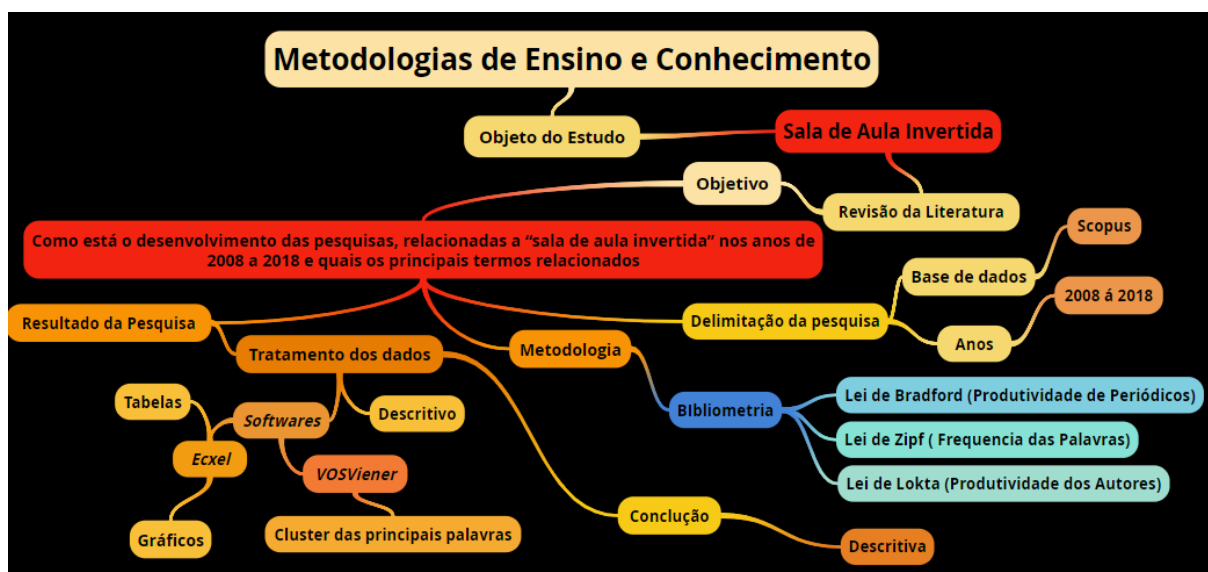 Metodologias de Ensino e Conhecimento
Objeto do Estudo
Sala de Aula Invertida
Objetivo
Revisão da Literatura
Como está o desenvolvimento das pesquisas, relacionadas a “sala de aula invertida” nos anos de
2008 a 2018 e quais os principais termos relacionados
Scopus
Base de dados
2008 á 2018
Delimitação da pesquisa
Anos
Resultado da Pesquisa
Tratamento dos dados
Metodologia
BIbliometria
Lei de Bradford (Produtividade de Periódicos)
Lei de Zipf ( Frequencia das Palavras)
Lei de Lokta (Produtividade dos Autores)
Tabelas
Softwares
Descritivo
Ecxel
VOSViener
Gráficos
Cluster das principais palavras
Conclução
Descritiva